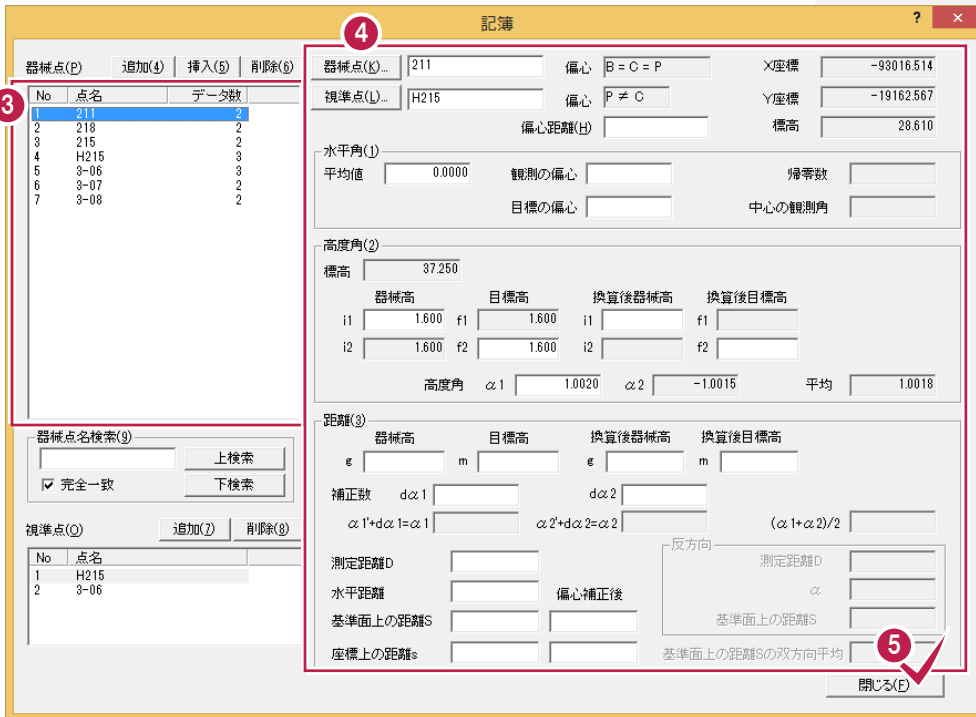 記簿
? ×
4
器械点(P) 追加(4) 挿入(5) 削除(6)
3
No 点名 データ数
1 211 2
2 218 2
3 215 2
4 H215 3
5 3-06 3
6 3-07 2
7 3-08 2
器械点名検索(9)
上検索
完全一致 下検索
視準点(O) 追加(7) 削除(8)
No 点名
1 H215
2 3-06
器械点(K)... 211 偏心 B = C = P X座標 -93016.514
視準点(L)... H215 偏心 P ≠ C Y座標 -19162.567
偏心距離(H) 標高 28.610
水平角(1)
平均値 0.0000 観測の偏心 帰零数
目標の偏心 中心の観測角
高度角(2)
標高 37.250
器械高 目標高 換算後器械高 換算後目標高
i1 1.600 f1 1.600 i1 f1
i2 1.600 f2 1.600 i2 f2
高度角 α1 1.0020 α2 -1.0015 平均 1.0018
距離(3)
器械高 目標高 換算後器械高 換算後目標高
g m g m
補正数 dα1 dα2
α1'+dα1=α1 α2'+dα2=α2 (α1+α2)/2
反方向
測定距離D 測定距離D
水平距離 偏心補正後 α
基準面上の距離S 基準面上の距離S
座標上の距離s 基準面上の距離Sの双方向平均
5
閉じる(F)